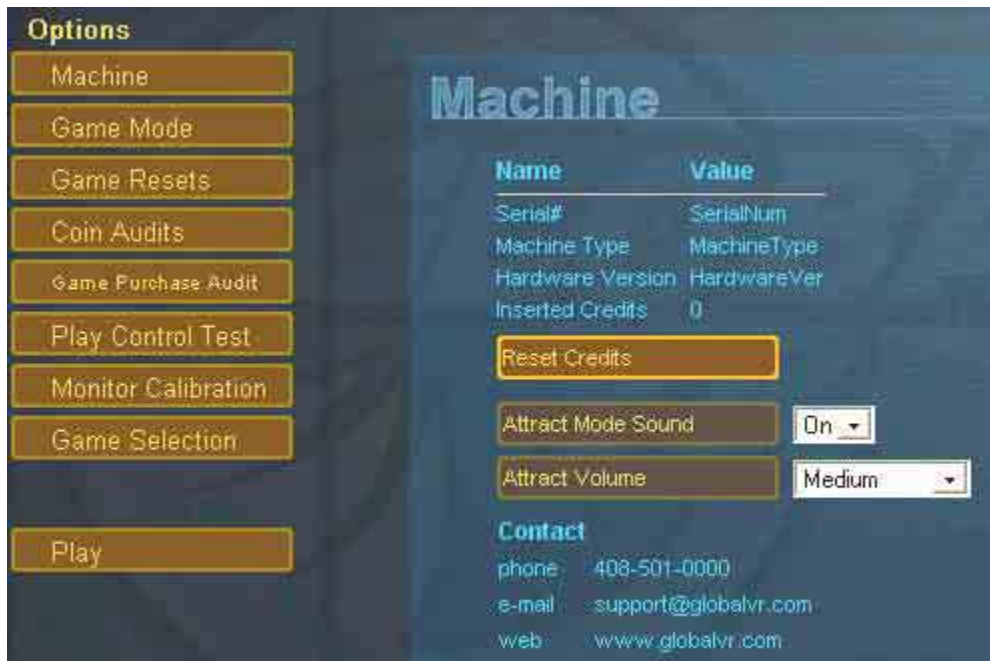 Options
Machine
Game Mode
Game Resets
Coin Audits
Game Purchase Audit
Play Control Test
Monitor Calibration
Game Selection
Play
Machine
Name Value
Serial# SerialNum
Machine Type MachineType
Hardware Version HardwareVer
Inserted Credits 0
Reset Credits
Attract Mode Sound On
Attract Volume Medium
Contact
phone 408-501-0000
e-mail support@globalvr.com
web www.globalvr.com